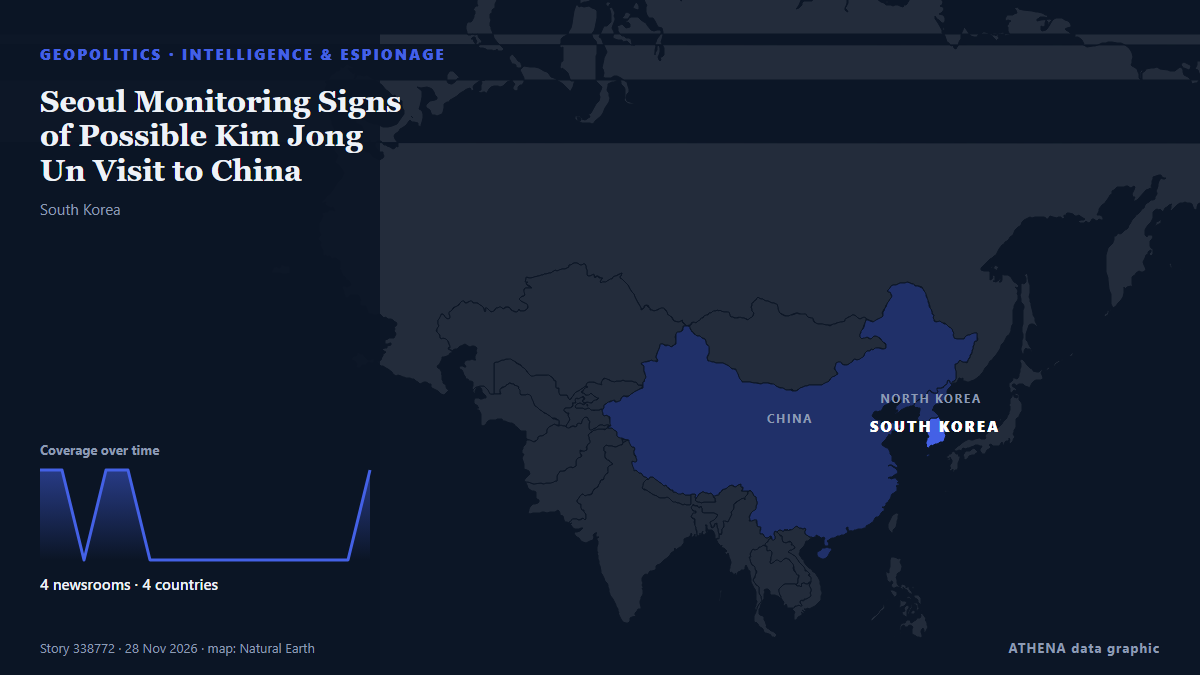 GEOPOLITICS · INTELLIGENCE & ESPIONAGE
Seoul Monitoring Signs
of Possible Kim Jong
Un Visit to China
South Korea
NORTH KOREA
CHINA
SOUTH KOREA
Coverage over time
4 newsrooms · 4 countries
Story 338772 · 28 Nov 2026 · map: Natural Earth
ATHENA data graphic